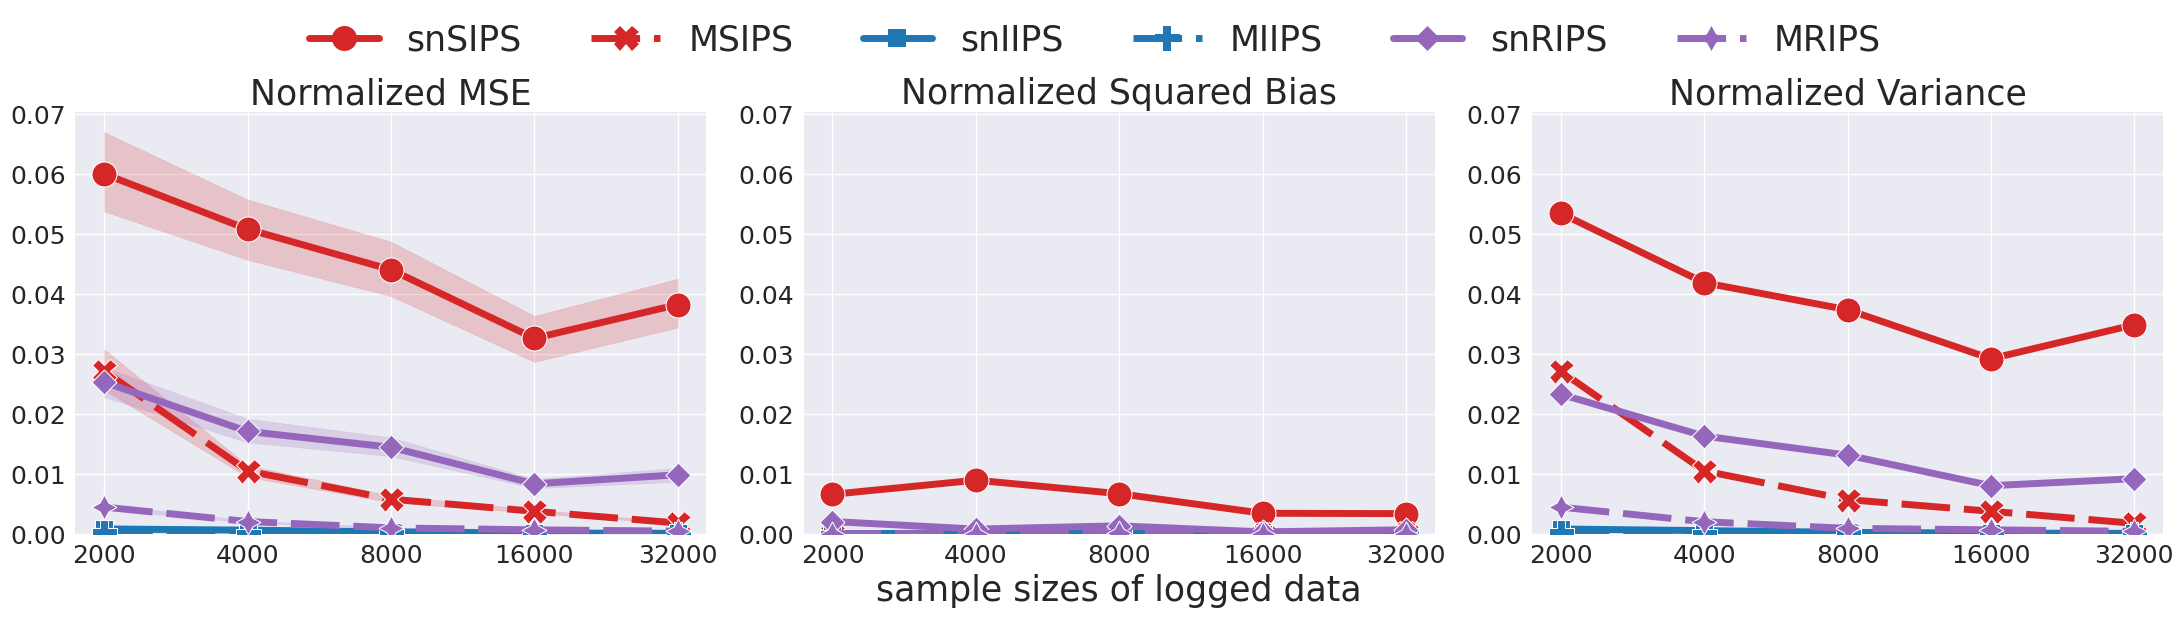 snSIPS MSIPS snIIPS MIIPS snRIPS MRIPS
Normalized MSE Normalized Squared Bias Normalized Variance
0.07 0.07 0.07
0.06 0.06 0.06
0.05 0.05 0.05
0.04 0.04 0.04
0.03 0.03 0.03
0.02 0.02 0.02
0.01 0.01 0.01
0.00 0.00 0.00
2000 4000 8000 16000 32000 2000 4000 8000 16000 32000 2000 4000 8000 16000 32000
sample sizes of logged data